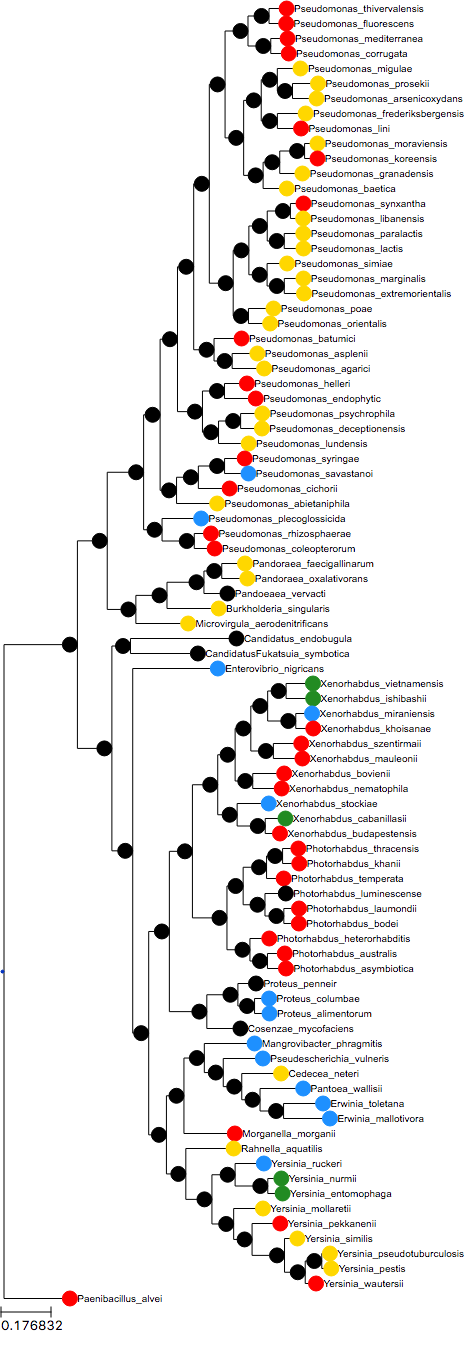 Pseudomonas_thivervalensis
Pseudomonas_fluorescens
Pseudomonas_mediterranea
Pseudomonas_corrugata
Pseudomonas_migulae
Pseudomonas_prosekii
Pseudomonas_arsenicoxydans
Pseudomonas_frederiksbergensis
Pseudomonas_lini
Pseudomonas_moraviensis
Pseudomonas_koreensis
Pseudomonas_granadensis
Pseudomonas_baetica
Pseudomonas_synxantha
Pseudomonas_libanensis
Pseudomonas_paralactis
Pseudomonas_lactis
Pseudomonas_simiae
Pseudomonas_marginalis
Pseudomonas_extremorientalis
Pseudomonas_poae
Pseudomonas_orientalis
Pseudomonas_batumici
Pseudomonas_asplenii
Pseudomonas_agarici
Pseudomonas_helleri
Pseudomonas_endophytic
Pseudomonas_psychrophila
Pseudomonas_deceptionensis
Pseudomonas_lundensis
Pseudomonas_syringae
Pseudomonas_savastanoi
Pseudomonas_cichorii
Pseudomonas_abietaniphila
Pseudomonas_plecoglossicida
Pseudomonas_rhizosphaerae
Pseudomonas_coleopterorum
Pandoraea_faecigallinarum
Pandoraea_oxalativorans
Pandoeaea_vervacti
Burkholderia_singularis
Microvirgula_aerodenitrificans
Candidatus_endobugula
CandidatusFukatsuia_symbotica
Enterovibrio_nigricans
Xenorhabdus_vietnamensis
Xenorhabdus_ishibashii
Xenorhabdus_miraniensis
Xenorhabdus_khoisanae
Xenorhabdus_szentirmaii
Xenorhabdus_mauleonii
Xenorhabdus_bovienii
Xenorhabdus_nematophila
Xenorhabdus_stockiae
Xenorhabdus_cabanillasii
Xenorhabdus_budapestensis
Photorhabdus_thracensis
Photorhabdus_khanii
Photorhabdus_temperata
Photorhabdus_luminescense
Photorhabdus_laumondii
Photorhabdus_bodei
Photorhabdus_heterorhabditis
Photorhabdus_australis
Photorhabdus_asymbiotica
Proteus_penneir
Proteus_columbae
Proteus_alimentorum
Cosenzae_mycofaciens
Mangrovibacter_phragmitis
Pseudescherichia_vulneris
Cedecea_neteri
Pantoea_wallisii
Erwinia_toletana
Erwinia_mallotivora
Morganella_morganii
Rahnella_aquatilis
Yersinia_ruckeri
Yersinia_nurmii
Yersinia_entomophaga
Yersinia_mollaretii
Yersinia_pekkanenii
Yersinia_similis
Yersinia_pseudotuburculosis
Yersinia_pestis
Yersinia_wautersii
Paenibacillus_alvei
0.176832